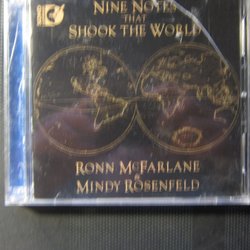 Nine Notes
that
Shook the World
Ronn McFarlane
&
Mindy Rosenfeld